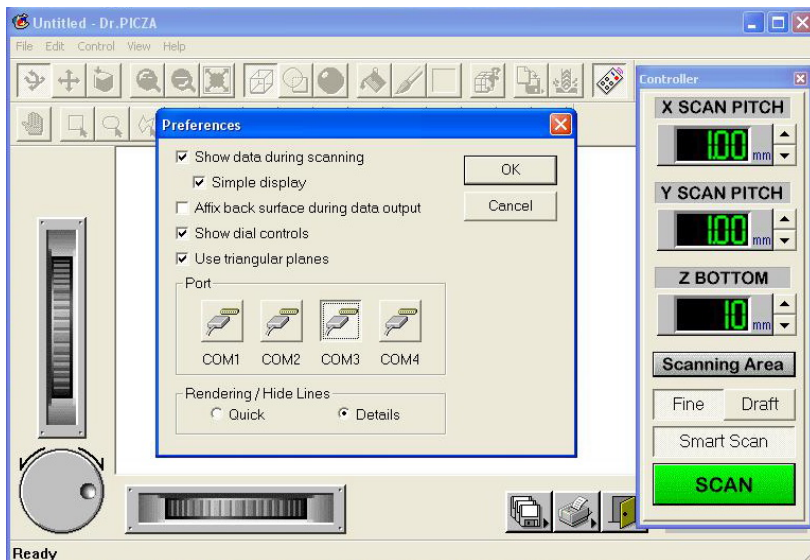 Untitled - Dr.PICZA
File Edit Control View Help
Controller
X SCAN PITCH
1.00 mm
Y SCAN PITCH
1.00 mm
Z BOTTOM
10 mm
Scanning Area
Fine Draft
Smart Scan
SCAN
Preferences
Show data during scanning
Simple display
Affix back surface during data output
Show dial controls
Use triangular planes
OK
Cancel
Port
COM1 COM2 COM3 COM4
Rendering / Hide Lines
Quick Details
Ready